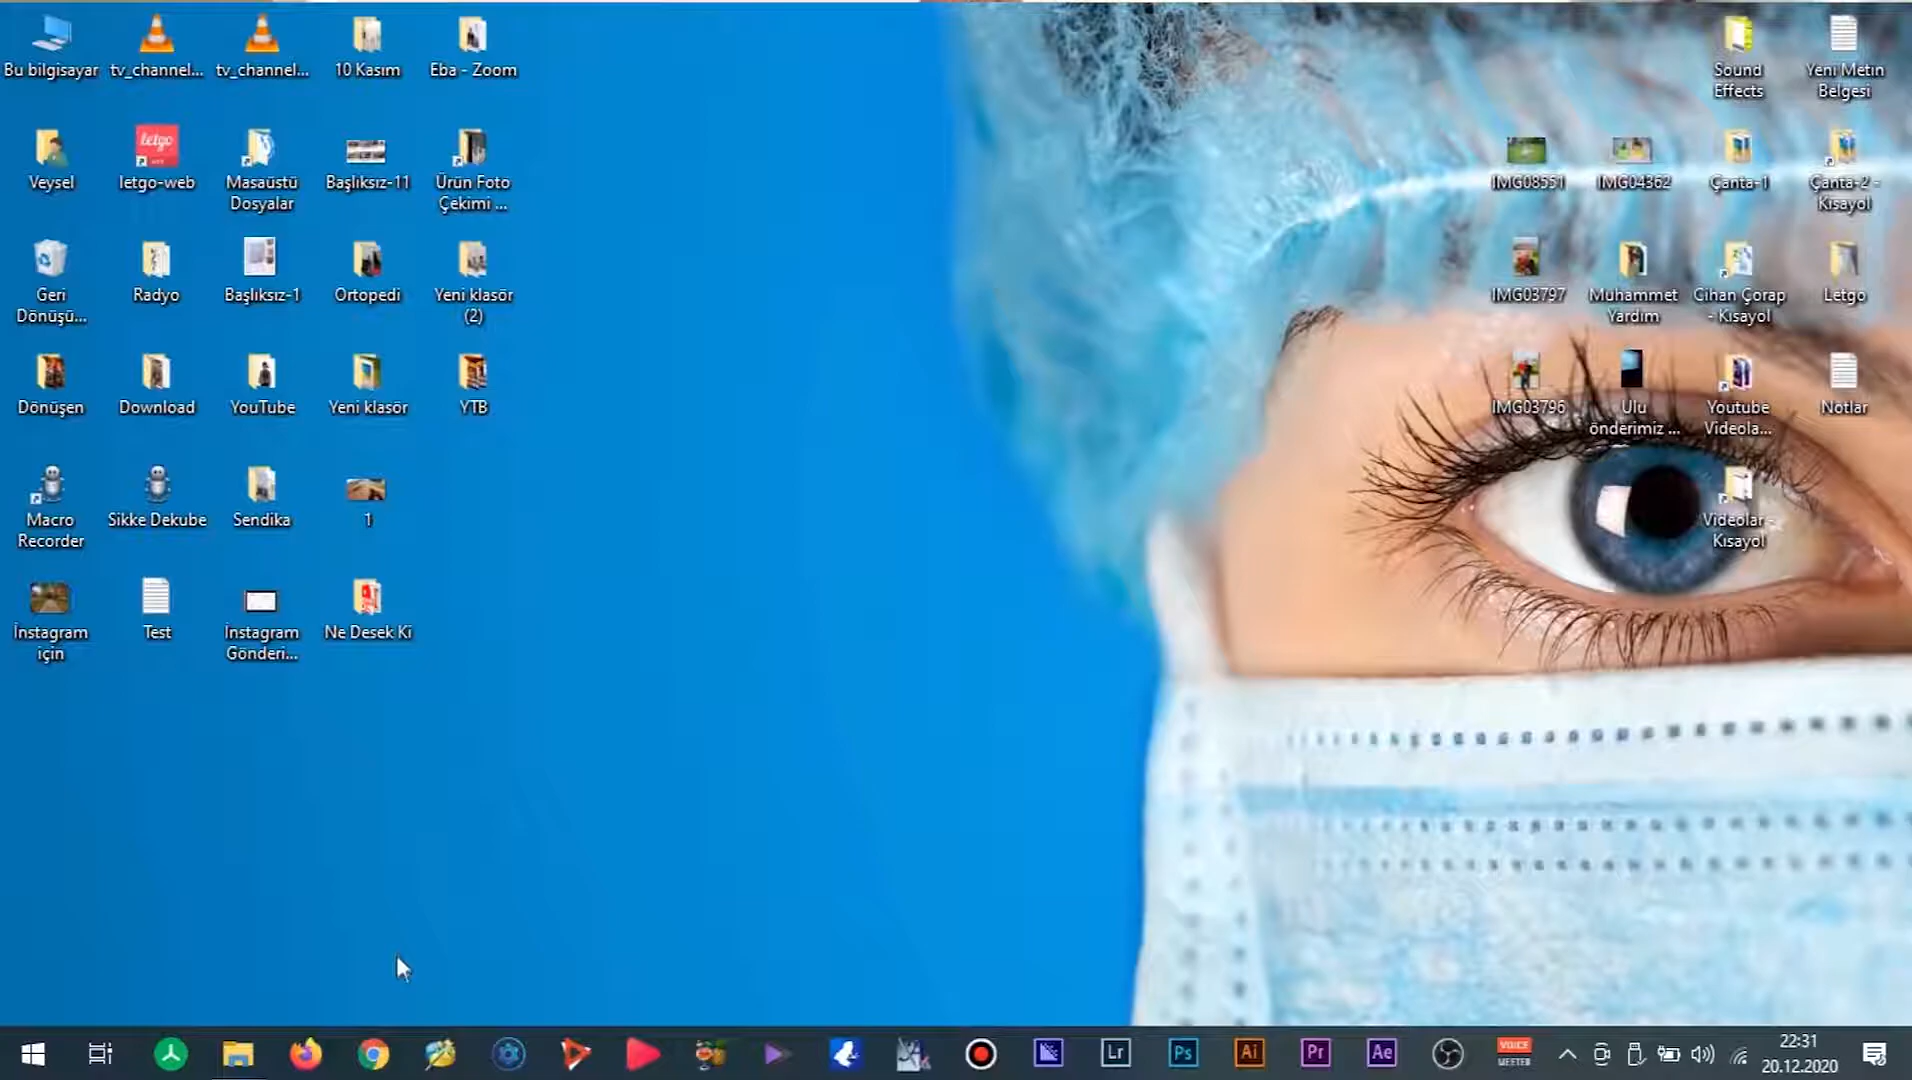 Bu bilgisayar
tv_channel...
tv_channel...
10 Kasım
Eba - Zoom
Sound
Effects
Yeni Metin
Belgesi
Veysel
letgo
letgo-web
Masaüstü
Dosyalar
Başlıksız-11
Ürün Foto
Çekimi ...
IMG08551
IMG04362
Çanta-1
Çanta-2 -
Kısayol
Geri
Dönüşü...
Radyo
Başlıksız-1
Ortopedi
Yeni klasör
(2)
IMG03797
Muhammet
Yardım
Cihan Çorap
- Kısayol
Letgo
Dönüşen
Download
YouTube
Yeni klasör
YTB
IMG03796
Ulu
önderimiz ...
Youtube
Videola...
Notlar
Macro
Recorder
Sikke Dekube
Sendika
1
Videolar -
Kısayol
İnstagram
için
Test
İnstagram
Gönderi...
Ne Desek Ki
Lr
Ps
Ai
Pr
Ae
VOICE
MEETER
22:31
20.12.2020